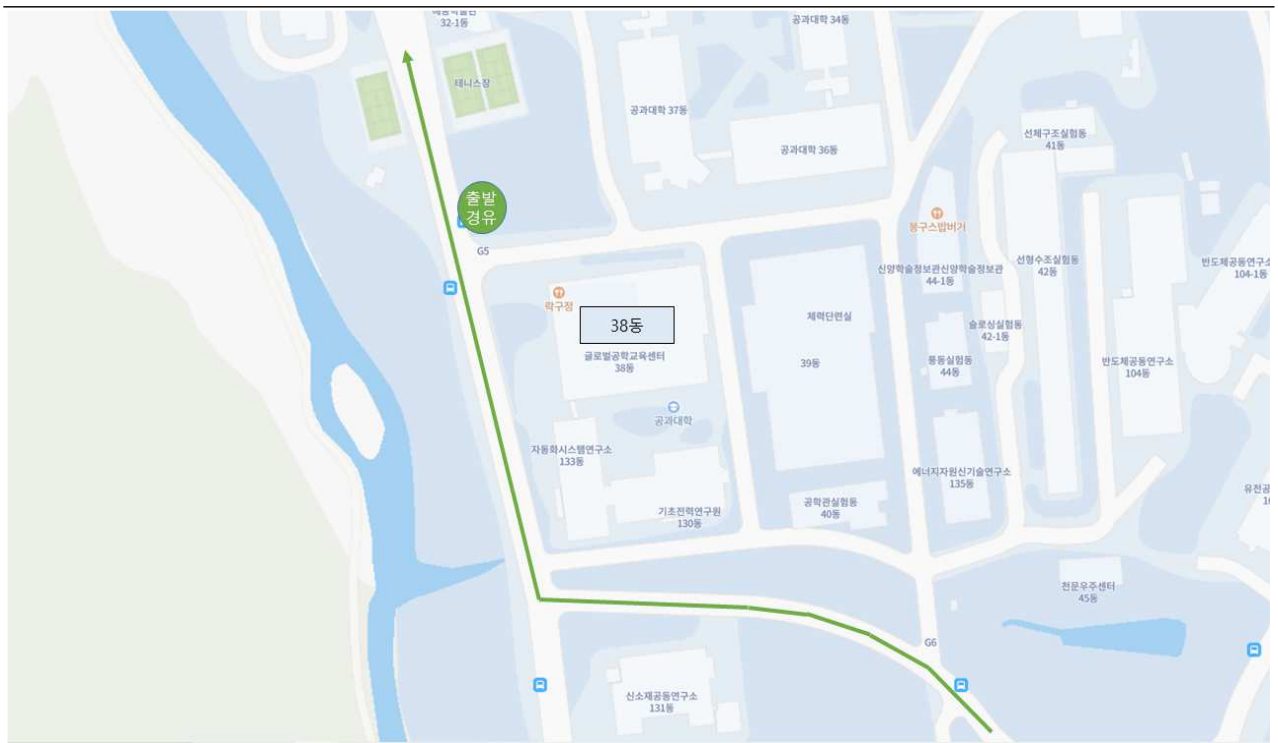 32-1동
공과대학 34동
테니스장
공과대학 37동
공과대학 36동
선체구조실험동
41동
출발
경유
G5
봉구스밥버거
신양학술정보관신양학술정보관
44-1동
선형수조실험동
42동
반도체공동연구소
104-1동
락구정
38동
글로벌공학교육센터
38동
체력단련실
39동
슬로싱실험동
42-1동
풍동실험동
44동
반도체공동연구소
104동
공과대학
자동화시스템연구소
133동
에너지자원신기술연구소
135동
기초전력연구원
130동
공학관실험동
40동
유전공
천문우주센터
45동
G6
신소재공동연구소
131동